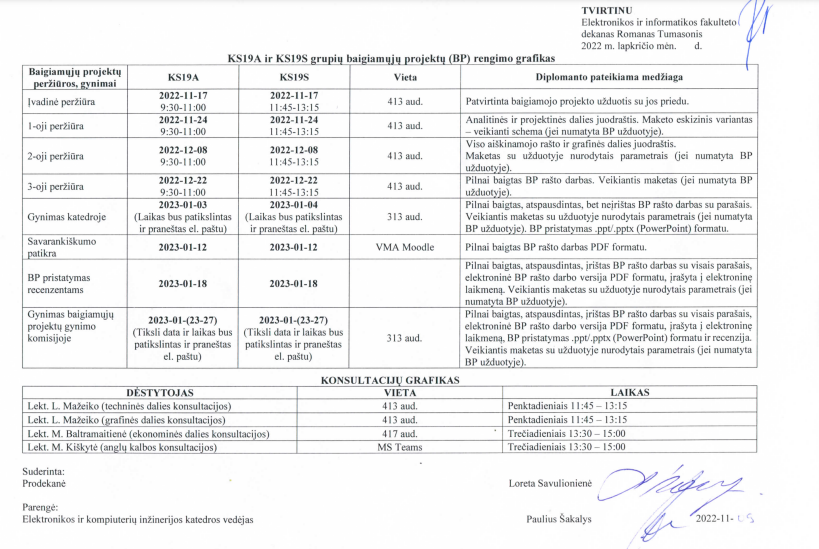 TVIRTINU
Elektronikos ir informatikos fakulteto
dekanas Romanas Tumasonis
2022 m. lapkričio mėn. d.
KS19A ir KS19S grupių baigiamųjų projektų (BP) rengimo grafikas
Baigiamųjų projektų peržiūros, gynimai KS19A KS19S Vieta Diplomanto pateikiama medžiaga
Įvadinė peržiūra 2022-11-17 2022-11-17 413 aud. Patvirtinta baigiamojo projekto užduotis su jos priedu.
9:30-11:00 11:45-13:15
1-oji peržiūra 2022-11-24 2022-11-24 413 aud. Analitinės ir projektinės dalies juodraštis. Maketo eskizinis variantas
9:30-11:00 11:45-13:15 – veikianti schema (jei numatyta BP užduotyje).
2-oji peržiūra 2022-12-08 2022-12-08 413 aud. Viso aiškinamojo rašto ir grafinės dalies juodraštis.
9:30-11:00 11:45-13:15 Maketas su užduotyje nurodytais parametrais (jei numatyta BP
užduotyje).
3-oji peržiūra 2022-12-22 2022-12-22 413 aud. Pilnai baigtas BP rašto darbas. Veikiantis maketas (jei numatyta BP
9:30-11:00 11:45-13:15 užduotyje).
Gynimas katedroje 2023-01-03 2023-01-04 313 aud. Pilnai baigtas, atspausdintas, bet neįrištas BP rašto darbas su parašais.
(Laikas bus patikslintas (Laikas bus patikslintas Veikiantis maketas su užduotyje nurodytais parametrais (jei numatyta
ir praneštas el. paštu) ir praneštas el. paštu) BP užduotyje). BP pristatymas .ppt/.pptx (PowerPoint) formatu.
Savarankiškumo
patikra 2023-01-12 2023-01-12 VMA Moodle Pilnai baigtas BP rašto darbas PDF formatu.
BP pristatymas
recenzentams 2023-01-18 2023-01-18 Pilnai baigtas, atspausdintas, įrištas BP rašto darbas su visais parašais,
elektroninė BP rašto darbo versija PDF formatu, įrašyta į elektroninę
laikmeną. Veikiantis maketas su užduotyje nurodytais parametrais (jei
numatyta BP užduotyje).
Gynimas baigiamųjų
projektų gynimo
komisijoje 2023-01-(23-27) 2023-01-(23-27) 313 aud. Pilnai baigtas, atspausdintas, įrištas BP rašto darbas su visais parašais,
(Tiksli data ir laikas bus (Tiksli data ir laikas bus elektroninė BP rašto darbo versija PDF formatu, įrašyta į elektroninę
patikslintas ir praneštas patikslintas ir praneštas laikmeną, BP pristatymas .ppt/.pptx (PowerPoint) formatu ir recenzija.
el. paštu) el. paštu) Veikiantis maketas su užduotyje nurodytais parametrais (jei numatyta
BP užduotyje).
KONSULTACIJŲ GRAFIKAS
DĖSTYTOJAS VIETA LAIKAS
Lekt. L. Mažeiko (techninės dalies konsultacijos) 413 aud. Penktadieniais 11:45 – 13:15
Lekt. L. Mažeiko (grafinės dalies konsultacijos) 413 aud. Penktadieniais 11:45 – 13:15
Lekt. M. Baltramaitienė (ekonominės dalies konsultacijos) 417 aud. Trečiadieniais 13:30 – 15:00
Lekt. M. Kiškytė (anglų kalbos konsultacijos) MS Teams Trečiadieniais 13:30 – 15:00
Suderinta:
Prodekanė Loreta Savulionienė
Parengė:
Elektronikos ir kompiuterių inžinerijos katedros vedėjas Paulius Šakalys 2022-11-